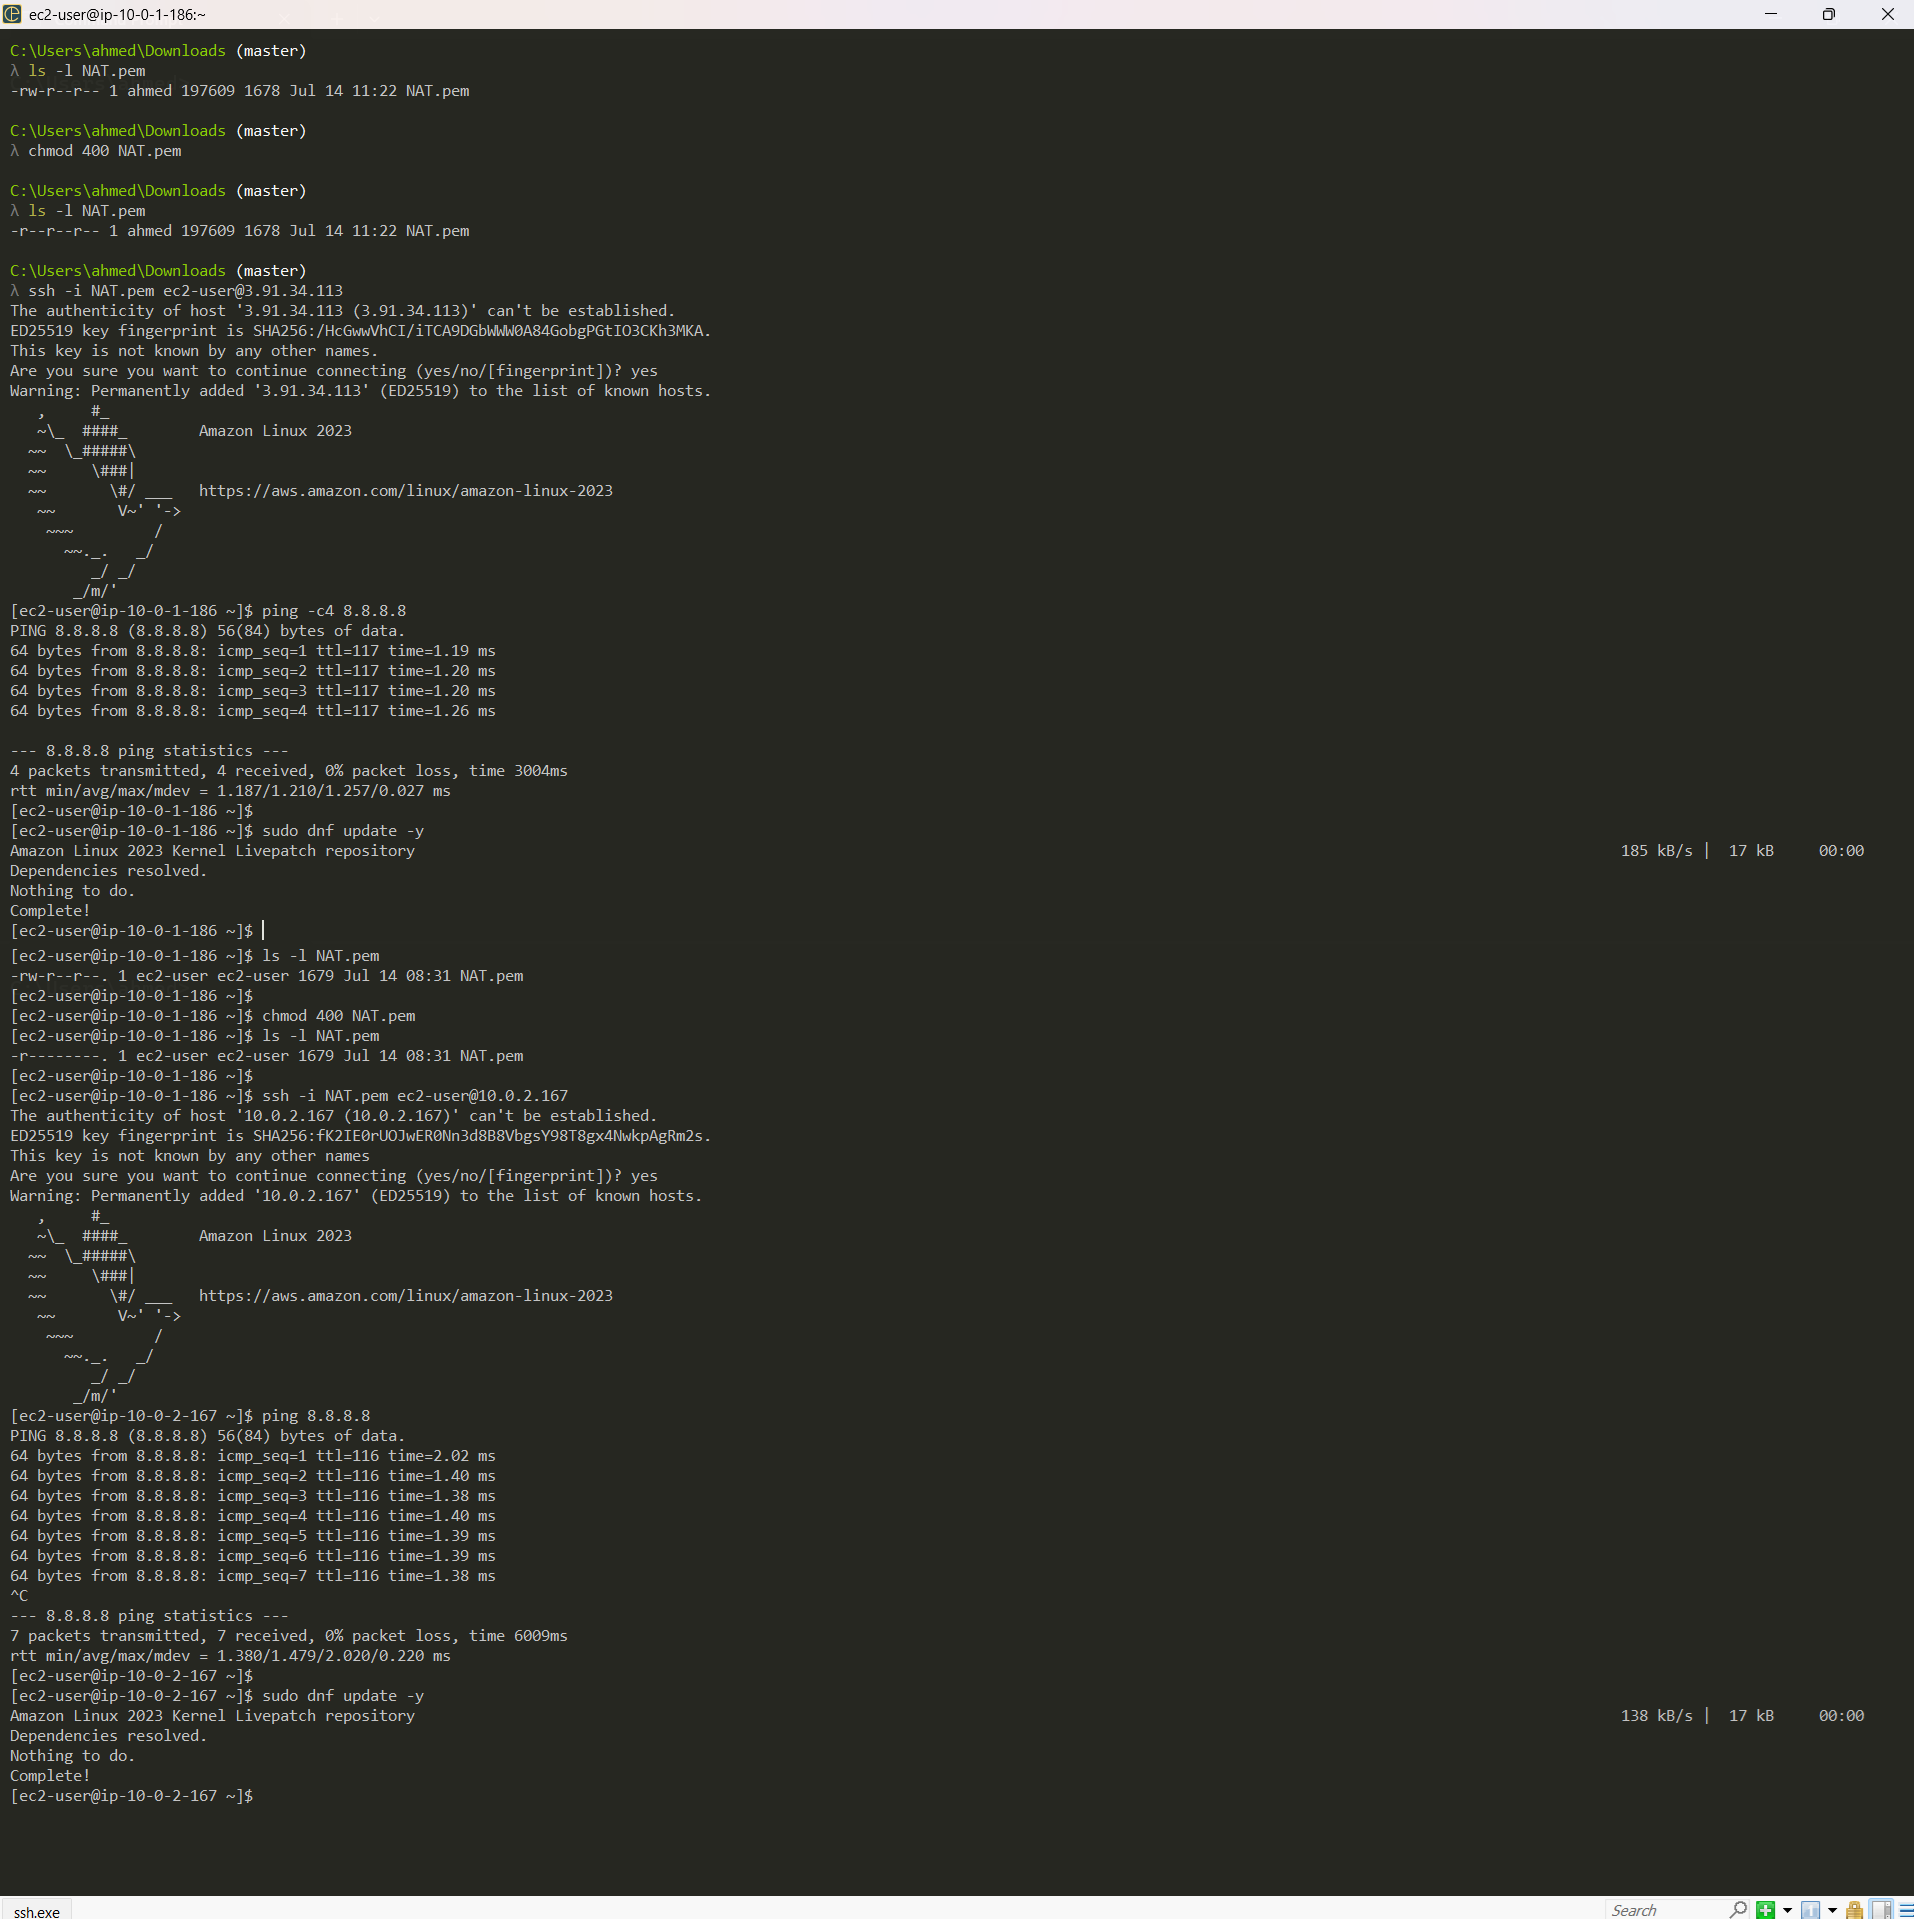 ec2-user@ip-10-0-1-186:~
C:\Users\ahmed\Downloads (master)
λ ls -l NAT.pem
-rw-r--r-- 1 ahmed 197609 1678 Jul 14 11:22 NAT.pem
C:\Users\ahmed\Downloads (master)
λ chmod 400 NAT.pem
C:\Users\ahmed\Downloads (master)
λ ls -l NAT.pem
-r--r--r-- 1 ahmed 197609 1678 Jul 14 11:22 NAT.pem
C:\Users\ahmed\Downloads (master)
λ ssh -i NAT.pem ec2-user@3.91.34.113
The authenticity of host '3.91.34.113 (3.91.34.113)' can't be established.
ED25519 key fingerprint is SHA256:/HcGwwVhCI/iTCA9DGbWWW0A84GobgPGtIO3CKh3MKA.
This key is not known by any other names.
Are you sure you want to continue connecting (yes/no/[fingerprint])? yes
Warning: Permanently added '3.91.34.113' (ED25519) to the list of known hosts.
   ,     #_
   ~\_  ####_        Amazon Linux 2023
  ~~  \_#####\
  ~~     \###|
  ~~       \#/ ___   https://aws.amazon.com/linux/amazon-linux-2023
   ~~       V~' '->
    ~~~         /
      ~~._.   _/
         _/ _/
       _/m/'
[ec2-user@ip-10-0-1-186 ~]$ ping -c4 8.8.8.8
PING 8.8.8.8 (8.8.8.8) 56(84) bytes of data.
64 bytes from 8.8.8.8: icmp_seq=1 ttl=117 time=1.19 ms
64 bytes from 8.8.8.8: icmp_seq=2 ttl=117 time=1.20 ms
64 bytes from 8.8.8.8: icmp_seq=3 ttl=117 time=1.20 ms
64 bytes from 8.8.8.8: icmp_seq=4 ttl=117 time=1.26 ms
--- 8.8.8.8 ping statistics ---
4 packets transmitted, 4 received, 0% packet loss, time 3004ms
rtt min/avg/max/mdev = 1.187/1.210/1.257/0.027 ms
[ec2-user@ip-10-0-1-186 ~]$
[ec2-user@ip-10-0-1-186 ~]$ sudo dnf update -y
Amazon Linux 2023 Kernel Livepatch repository 185 kB/s | 17 kB 00:00
Dependencies resolved.
Nothing to do.
Complete!
[ec2-user@ip-10-0-1-186 ~]$
[ec2-user@ip-10-0-1-186 ~]$ ls -l NAT.pem
-rw-r--r--. 1 ec2-user ec2-user 1679 Jul 14 08:31 NAT.pem
[ec2-user@ip-10-0-1-186 ~]$
[ec2-user@ip-10-0-1-186 ~]$ chmod 400 NAT.pem
[ec2-user@ip-10-0-1-186 ~]$ ls -l NAT.pem
-r--------. 1 ec2-user ec2-user 1679 Jul 14 08:31 NAT.pem
[ec2-user@ip-10-0-1-186 ~]$
[ec2-user@ip-10-0-1-186 ~]$ ssh -i NAT.pem ec2-user@10.0.2.167
The authenticity of host '10.0.2.167 (10.0.2.167)' can't be established.
ED25519 key fingerprint is SHA256:fK2IE0rUOJwER0Nn3d8B8VbgsY98T8gx4NwkpAgRm2s.
This key is not known by any other names
Are you sure you want to continue connecting (yes/no/[fingerprint])? yes
Warning: Permanently added '10.0.2.167' (ED25519) to the list of known hosts.
   ,     #_
   ~\_  ####_        Amazon Linux 2023
  ~~  \_#####\
  ~~     \###|
  ~~       \#/ ___   https://aws.amazon.com/linux/amazon-linux-2023
   ~~       V~' '->
    ~~~         /
      ~~._.   _/
         _/ _/
       _/m/'
[ec2-user@ip-10-0-2-167 ~]$ ping 8.8.8.8
PING 8.8.8.8 (8.8.8.8) 56(84) bytes of data.
64 bytes from 8.8.8.8: icmp_seq=1 ttl=116 time=2.02 ms
64 bytes from 8.8.8.8: icmp_seq=2 ttl=116 time=1.40 ms
64 bytes from 8.8.8.8: icmp_seq=3 ttl=116 time=1.38 ms
64 bytes from 8.8.8.8: icmp_seq=4 ttl=116 time=1.40 ms
64 bytes from 8.8.8.8: icmp_seq=5 ttl=116 time=1.39 ms
64 bytes from 8.8.8.8: icmp_seq=6 ttl=116 time=1.39 ms
64 bytes from 8.8.8.8: icmp_seq=7 ttl=116 time=1.38 ms
^C
--- 8.8.8.8 ping statistics ---
7 packets transmitted, 7 received, 0% packet loss, time 6009ms
rtt min/avg/max/mdev = 1.380/1.479/2.020/0.220 ms
[ec2-user@ip-10-0-2-167 ~]$
[ec2-user@ip-10-0-2-167 ~]$ sudo dnf update -y
Amazon Linux 2023 Kernel Livepatch repository 138 kB/s | 17 kB 00:00
Dependencies resolved.
Nothing to do.
Complete!
[ec2-user@ip-10-0-2-167 ~]$
ssh.exe Search